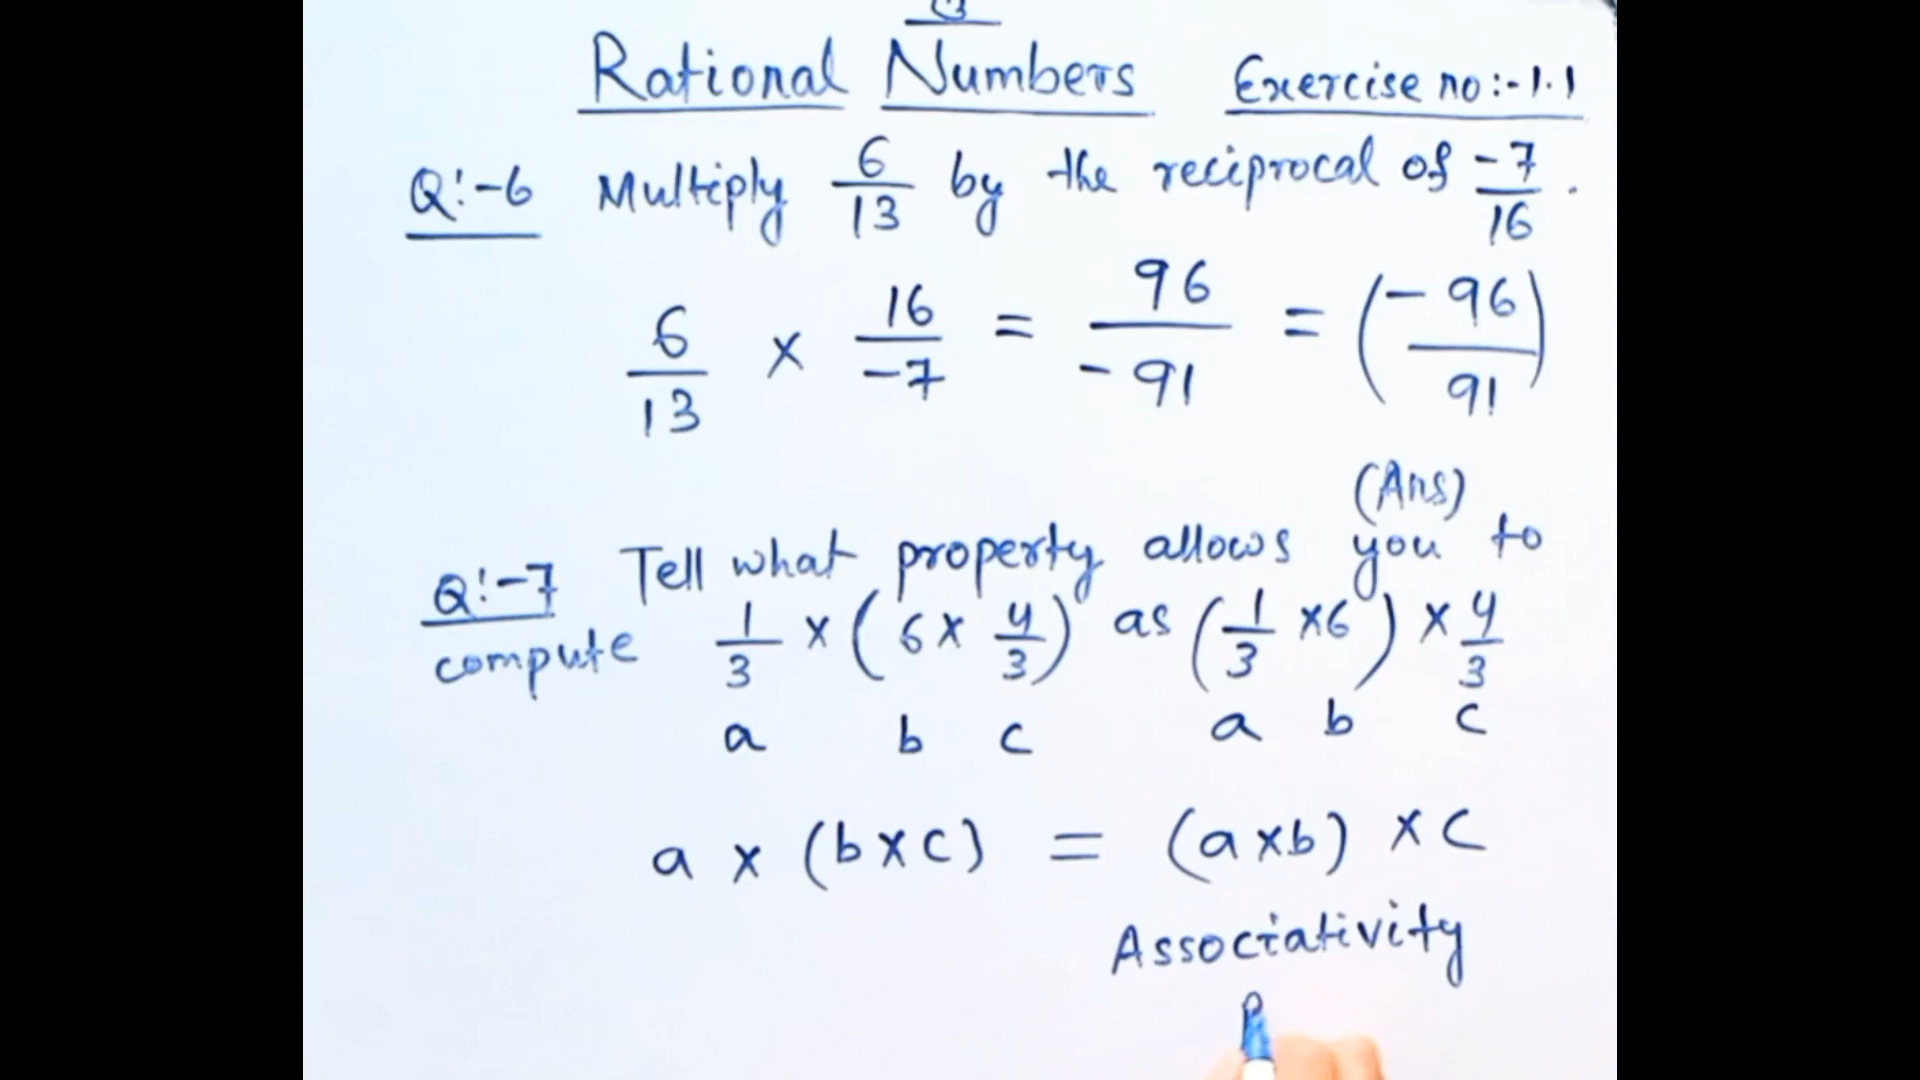 Rational Numbers Exercise no:-1.1
Q:-6 Multiply 6/13 by the reciprocal of -7/16.
6/13 × 16/-7 = 96/-91 = (-96/91)
(Ans)
Q:-7 Tell what property allows you to
compute 1/3 × (6 × 4/3) as (1/3 × 6) × 4/3
a b c a b c
a × (b × c) = (a × b) × c
Associativity
P